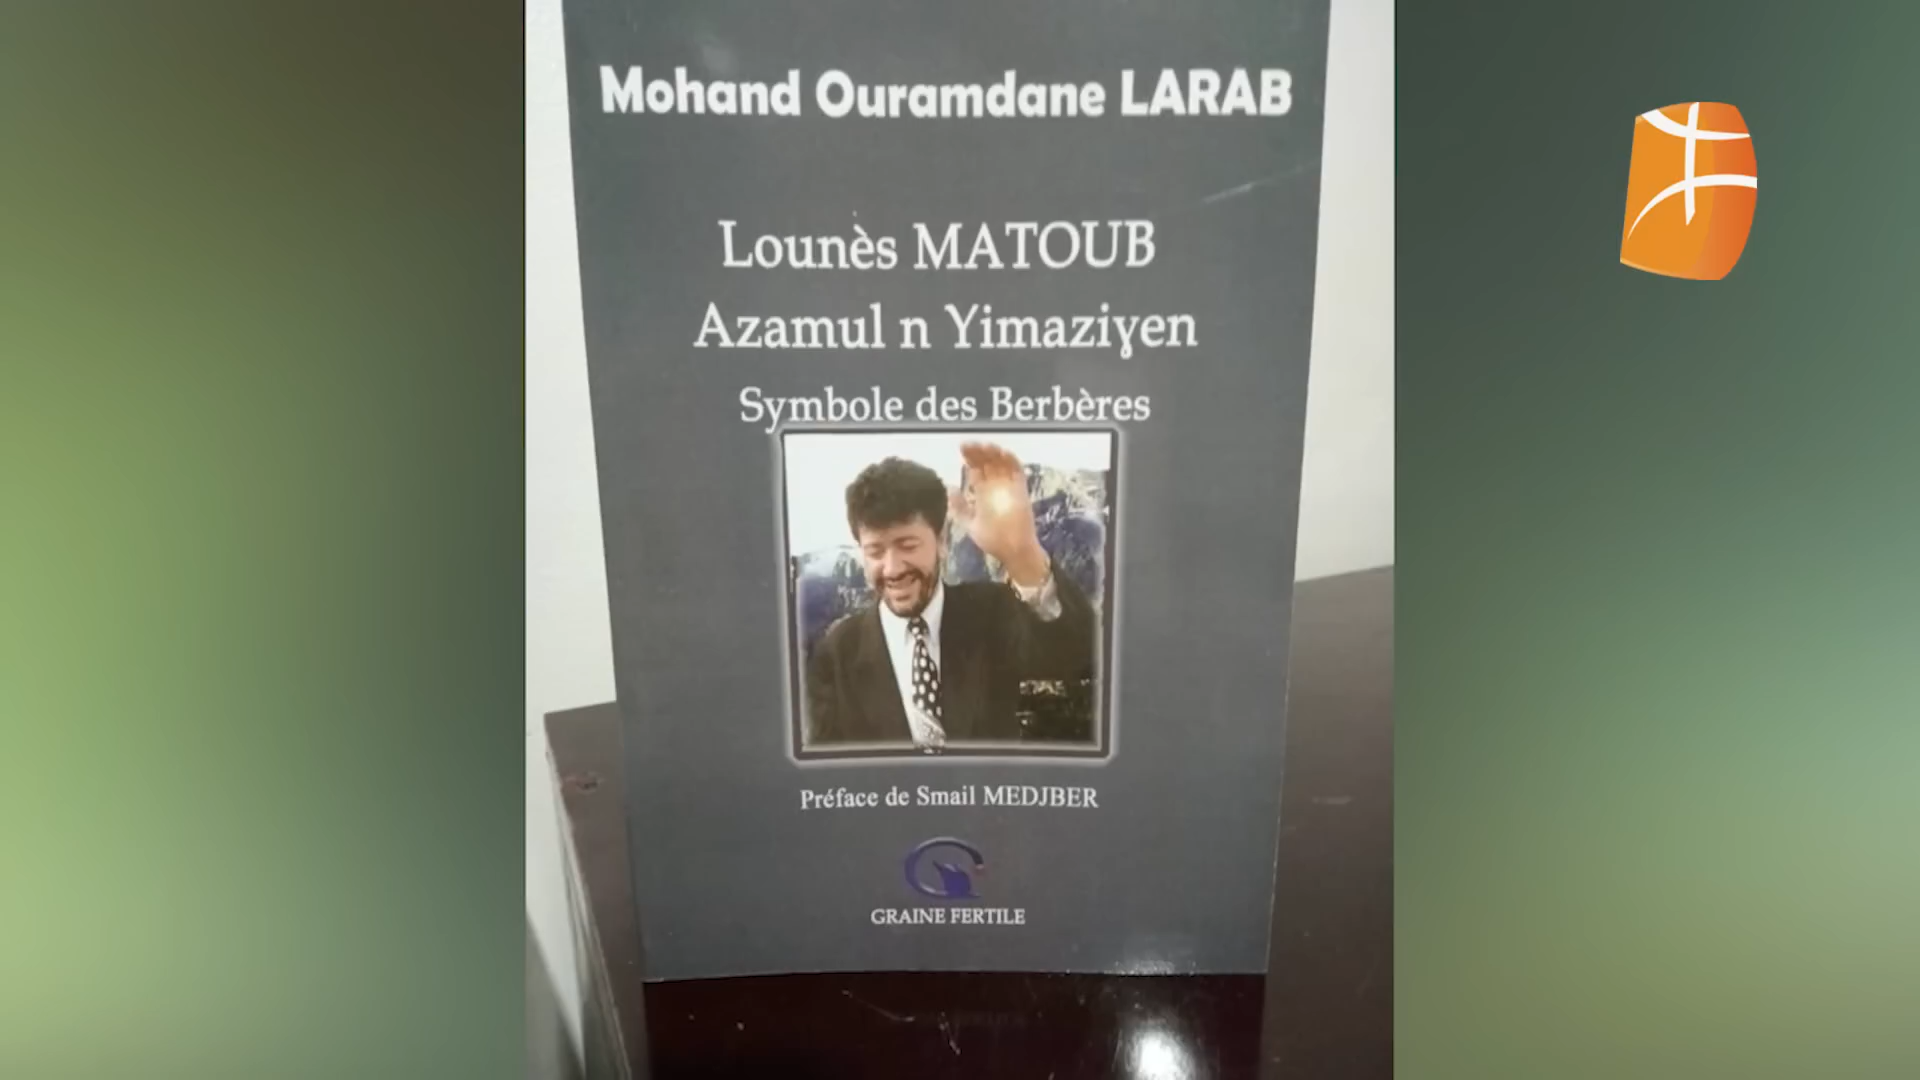 Mohand Ouramdane LARAB
Lounès MATOUB
Azamul n Yimaziɣen
Symbole des Berbères
Préface de Smail MEDJBER
GRAINE FERTILE